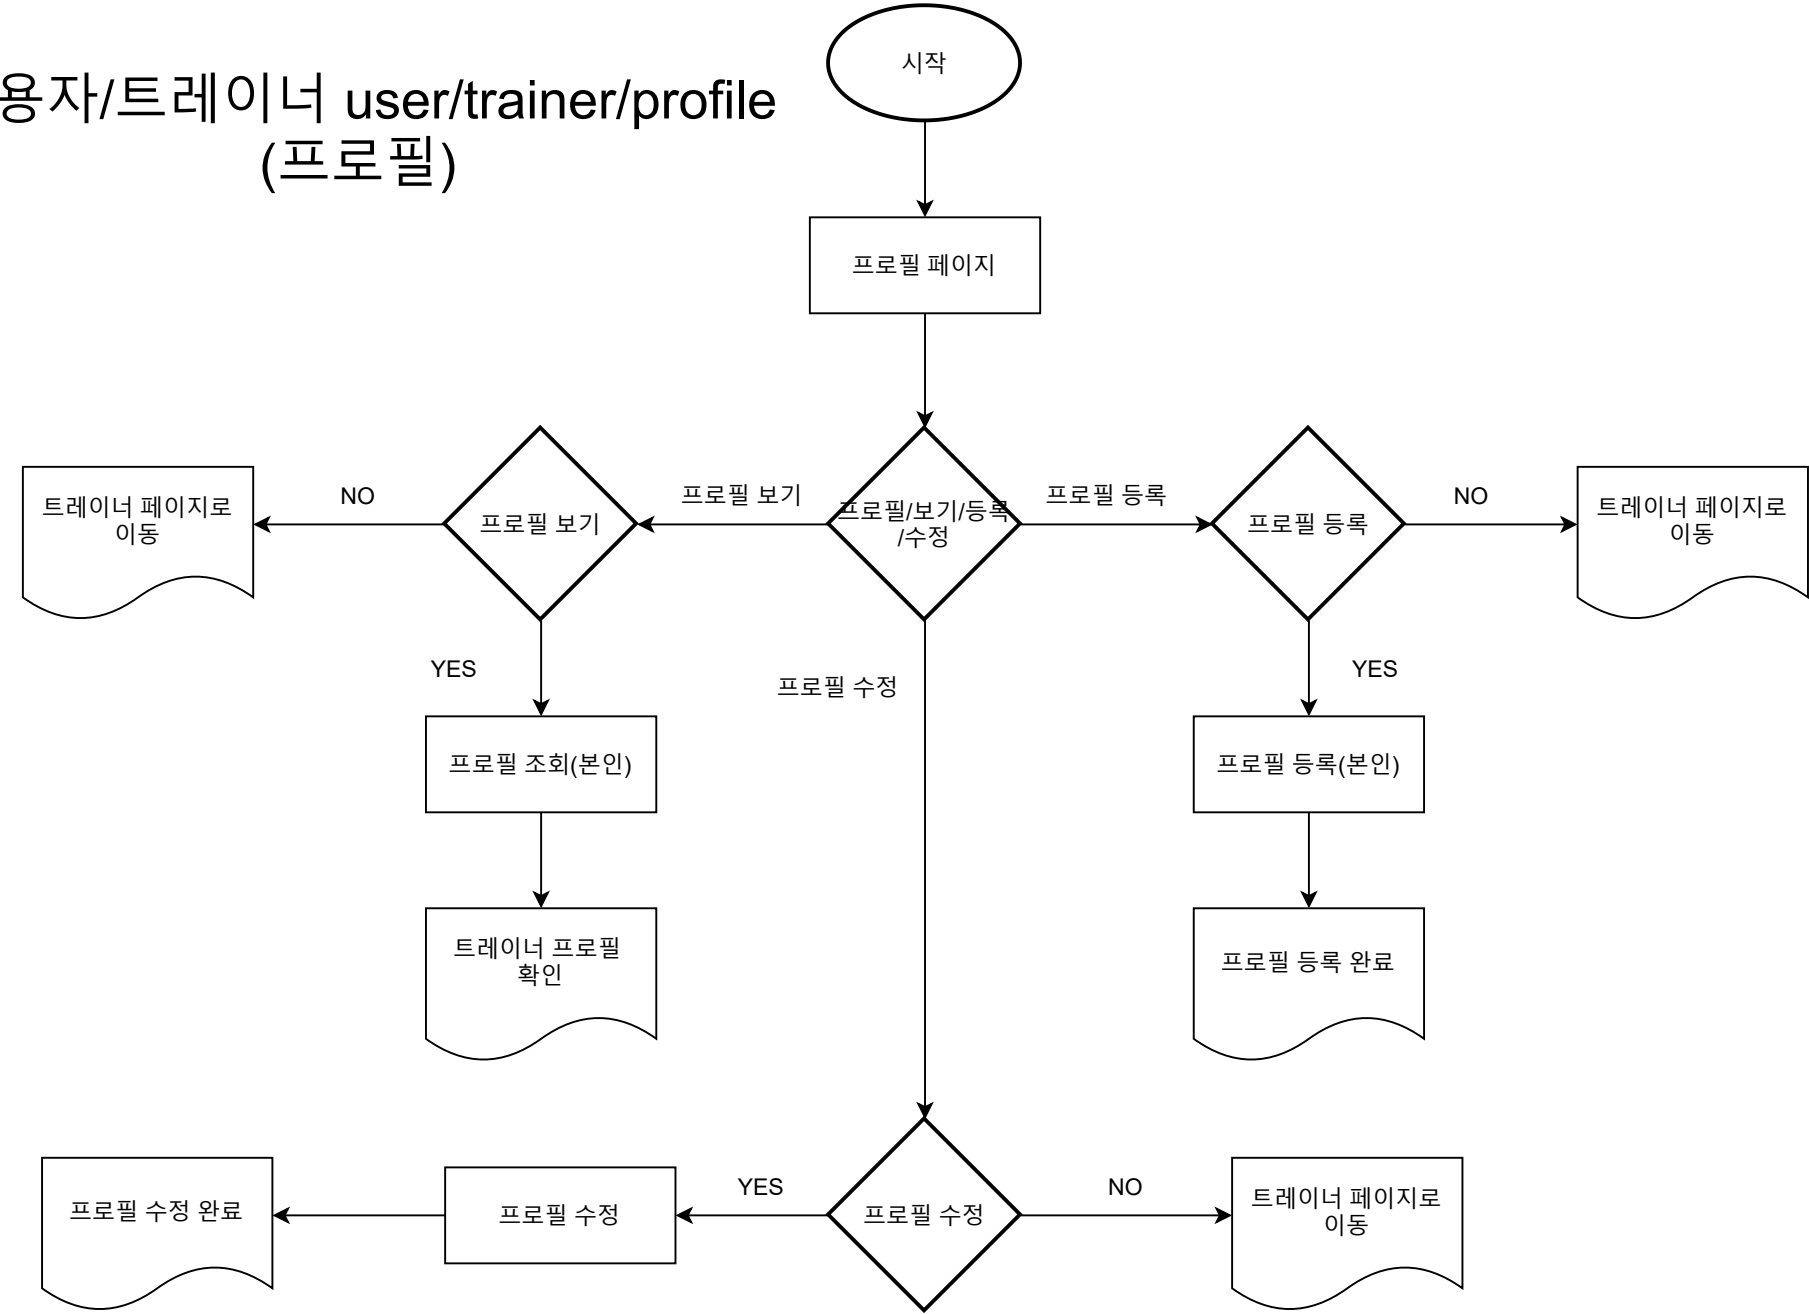 시작
용자/트레이너 user/trainer/profile
(프로필)
프로필 페이지
트레이너 페이지로
이동
NO
프로필 보기
프로필 보기
프로필/보기/등록
/수정
프로필 등록
프로필 등록
NO
트레이너 페이지로
이동
YES
프로필 수정
YES
프로필 조회(본인)
프로필 등록(본인)
트레이너 프로필
확인
프로필 등록 완료
프로필 수정 완료
프로필 수정
YES
프로필 수정
NO
트레이너 페이지로
이동